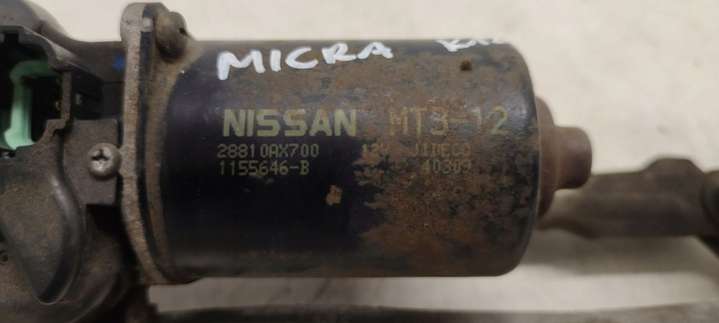 MICRA
NISSAN MT3-12
28810AX700 12V JIDECO
1155646-B 40309